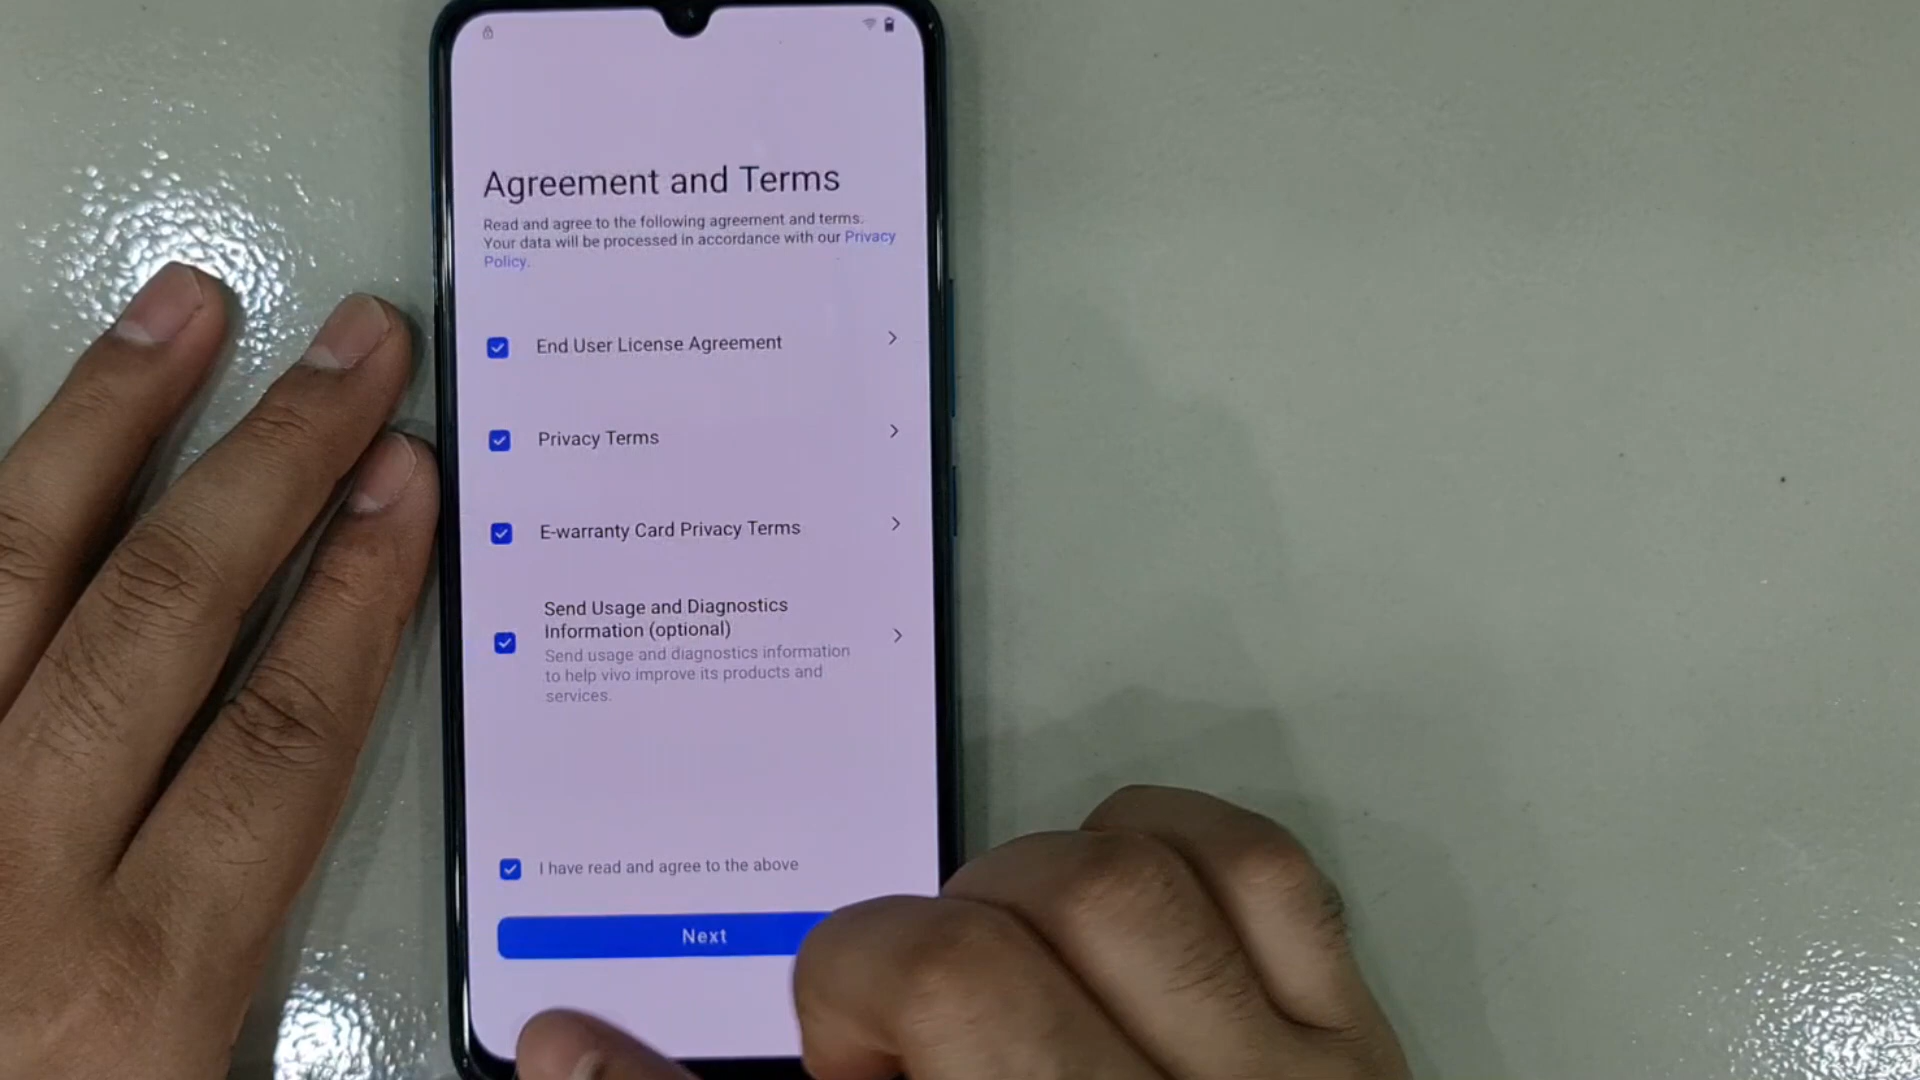 Agreement and Terms
Read and agree to the following agreement and terms.
Your data will be processed in accordance with our Privacy
Policy.
End User License Agreement
Privacy Terms
E-warranty Card Privacy Terms
Send Usage and Diagnostics
Information (optional)
Send usage and diagnostics information
to help vivo improve its products and
services.
I have read and agree to the above
Next